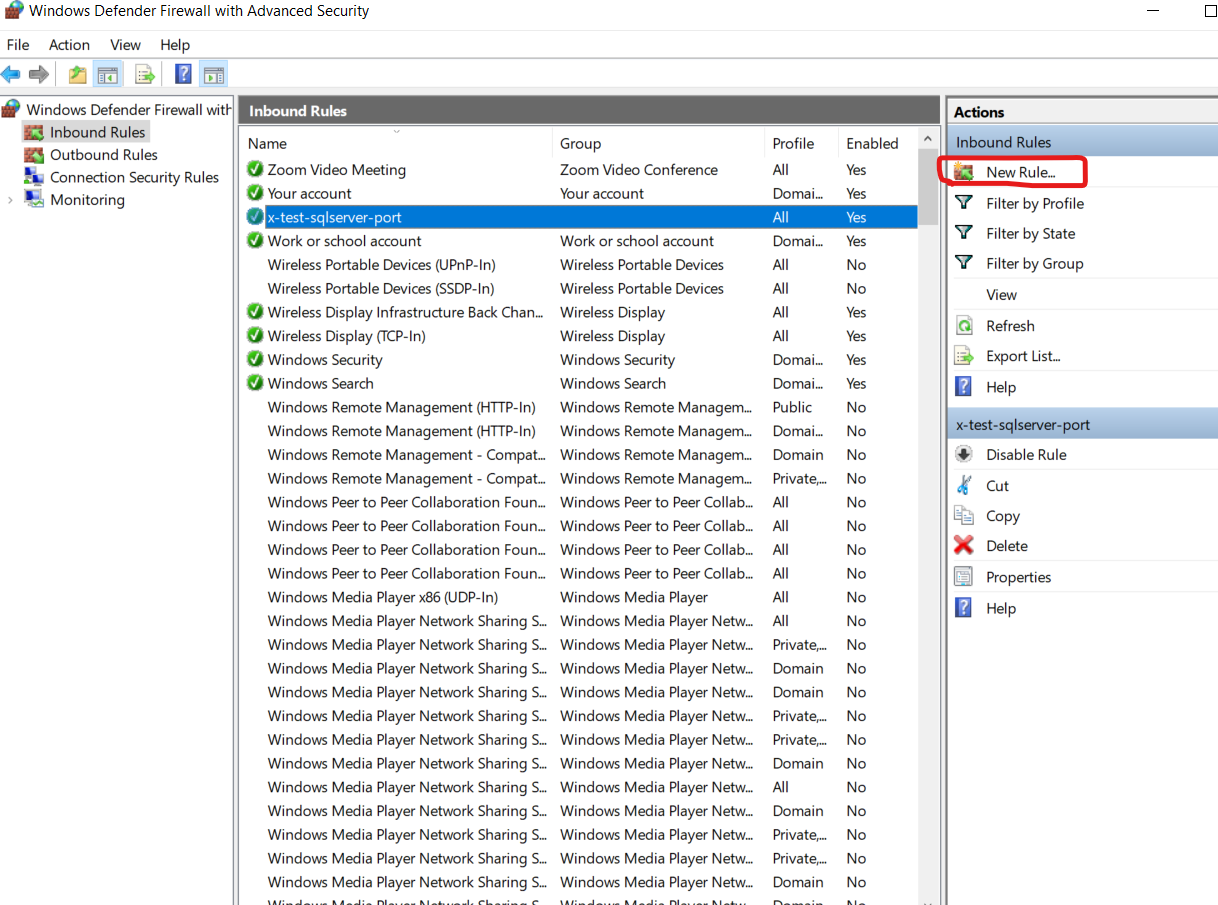 Windows Defender Firewall with Advanced Security
File Action View Help
Windows Defender Firewall with
Inbound Rules
Outbound Rules
Connection Security Rules
Monitoring
Inbound Rules
Name Group Profile Enabled
Zoom Video Meeting Zoom Video Conference All Yes
Your account Your account Domai... Yes
x-test-sqlserver-port All Yes
Work or school account Work or school account Domai... Yes
Wireless Portable Devices (UPnP-In) Wireless Portable Devices All No
Wireless Portable Devices (SSDP-In) Wireless Portable Devices All No
Wireless Display Infrastructure Back Chan... Wireless Display All Yes
Wireless Display (TCP-In) Wireless Display All Yes
Windows Security Windows Security Domai... Yes
Windows Search Windows Search Domai... Yes
Windows Remote Management (HTTP-In) Windows Remote Managem... Public No
Windows Remote Management (HTTP-In) Windows Remote Managem... Domai... No
Windows Remote Management - Compat... Windows Remote Managem... Domain No
Windows Remote Management - Compat... Windows Remote Managem... Private,... No
Windows Peer to Peer Collaboration Foun... Windows Peer to Peer Collab... All No
Windows Peer to Peer Collaboration Foun... Windows Peer to Peer Collab... All No
Windows Peer to Peer Collaboration Foun... Windows Peer to Peer Collab... All No
Windows Peer to Peer Collaboration Foun... Windows Peer to Peer Collab... All No
Windows Media Player x86 (UDP-In) Windows Media Player All No
Windows Media Player Network Sharing S... Windows Media Player Netw... All No
Windows Media Player Network Sharing S... Windows Media Player Netw... Private,... No
Windows Media Player Network Sharing S... Windows Media Player Netw... Domain No
Windows Media Player Network Sharing S... Windows Media Player Netw... Domain No
Windows Media Player Network Sharing S... Windows Media Player Netw... Private,... No
Windows Media Player Network Sharing S... Windows Media Player Netw... Private,... No
Windows Media Player Network Sharing S... Windows Media Player Netw... Domain No
Windows Media Player Network Sharing S... Windows Media Player Netw... All No
Windows Media Player Network Sharing S... Windows Media Player Netw... Domain No
Windows Media Player Network Sharing S... Windows Media Player Netw... Private,... No
Windows Media Player Network Sharing S... Windows Media Player Netw... Private,... No
Windows Media Player Network Sharing S... Windows Media Player Netw... Domain No
Actions
Inbound Rules
New Rule...
Filter by Profile
Filter by State
Filter by Group
View
Refresh
Export List...
Help
x-test-sqlserver-port
Disable Rule
Cut
Copy
Delete
Properties
Help